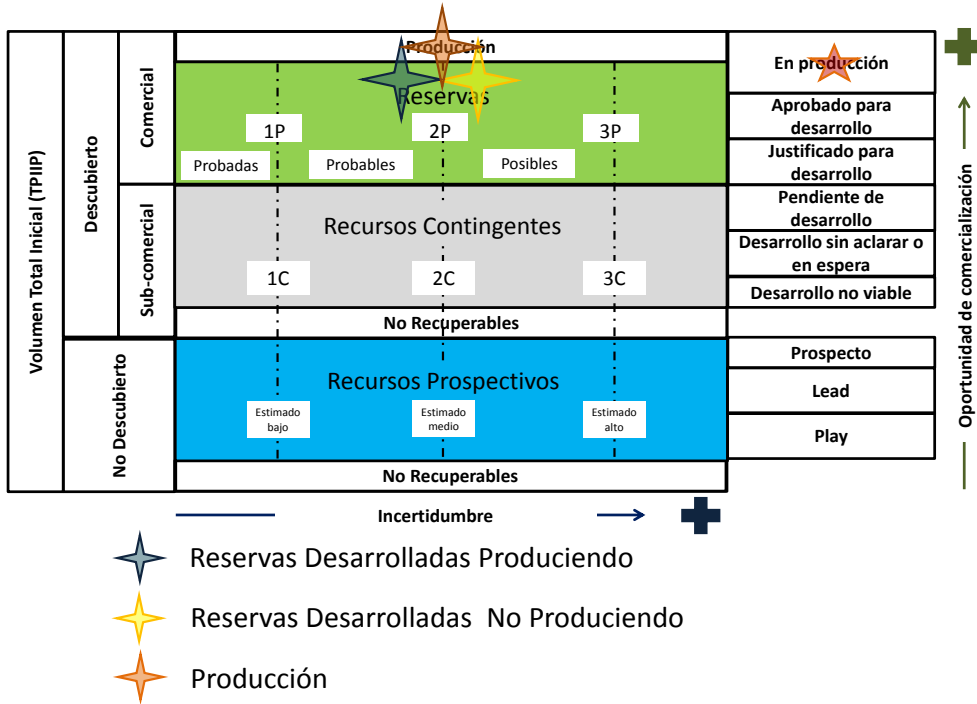 Volumen Total Inicial (TPIIP)
Descubierto
No Descubierto
Comercial
Sub-comercial
Producción
Reservas
1P
2P
3P
Probadas
Probables
Posibles
Recursos Contingentes
1C
2C
3C
No Recuperables
Recursos Prospectivos
Estimado
bajo
Estimado
medio
Estimado
alto
No Recuperables
En producción
Aprobado para
desarrollo
Justificado para
desarrollo
Pendiente de
desarrollo
Desarrollo sin aclarar o
en espera
Desarrollo no viable
Prospecto
Lead
Play
Oportunidad de comercialización
Incertidumbre
Reservas Desarrolladas Produciendo
Reservas Desarrolladas No Produciendo
Producción